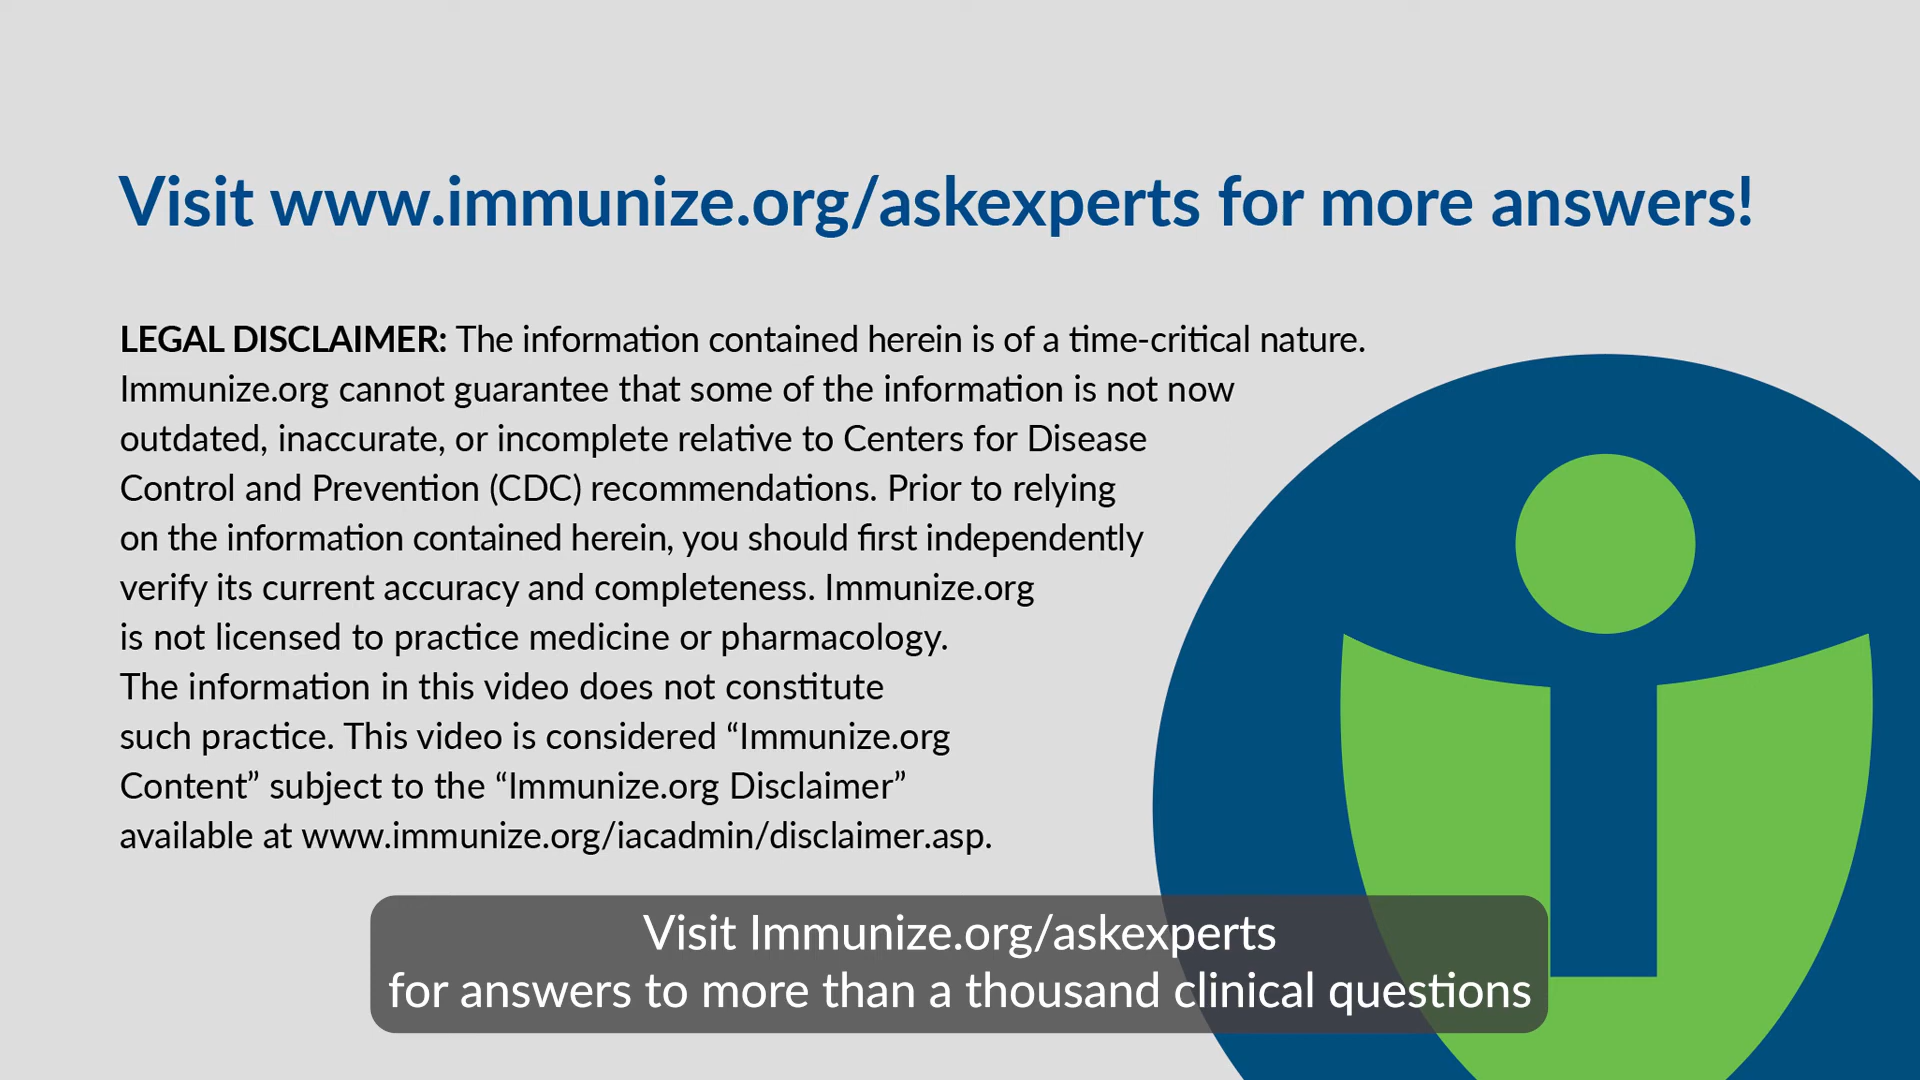 Visit www.immunize.org/askexperts for more answers!
LEGAL DISCLAIMER: The information contained herein is of a time-critical nature.
Immunize.org cannot guarantee that some of the information is not now
outdated, inaccurate, or incomplete relative to Centers for Disease
Control and Prevention (CDC) recommendations. Prior to relying
on the information contained herein, you should first independently
verify its current accuracy and completeness. Immunize.org
is not licensed to practice medicine or pharmacology.
The information in this video does not constitute
such practice. This video is considered “Immunize.org
Content” subject to the “Immunize.org Disclaimer”
available at www.immunize.org/iacadmin/disclaimer.asp.
Visit Immunize.org/askexperts
for answers to more than a thousand clinical questions